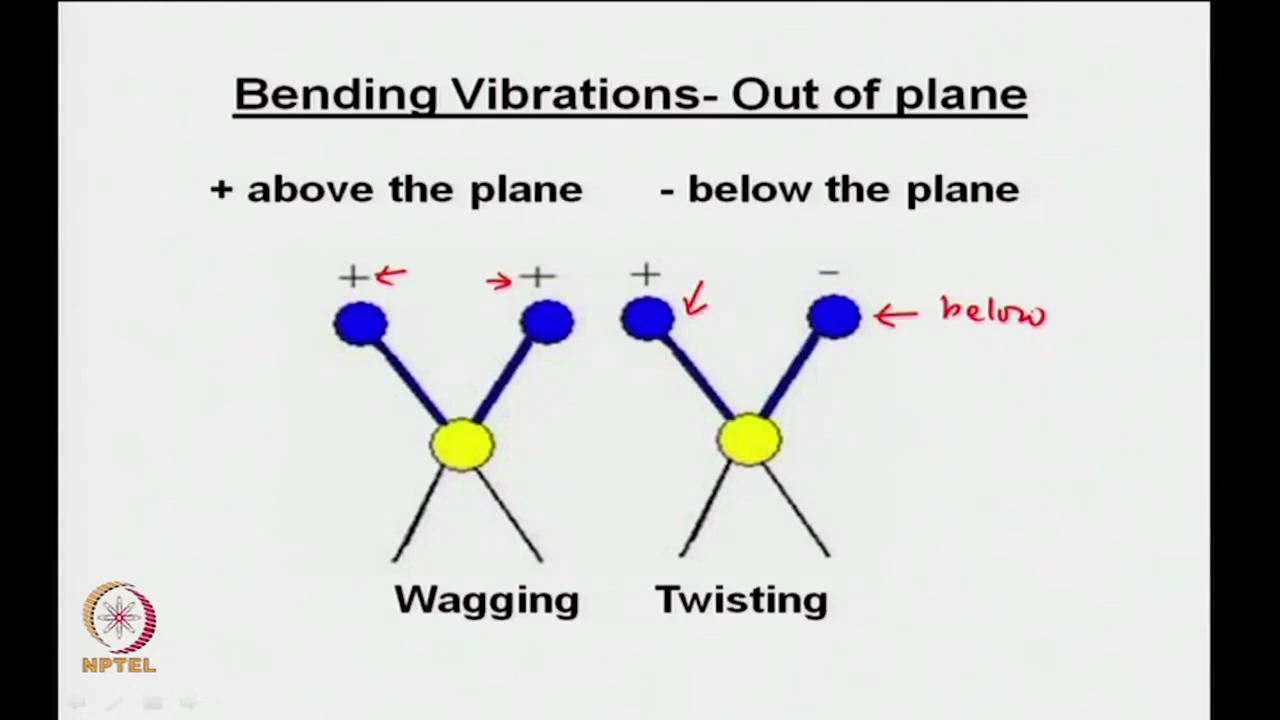 Bending Vibrations- Out of plane
+ above the plane - below the plane
+ + + -
below
Wagging Twisting
NPTEL